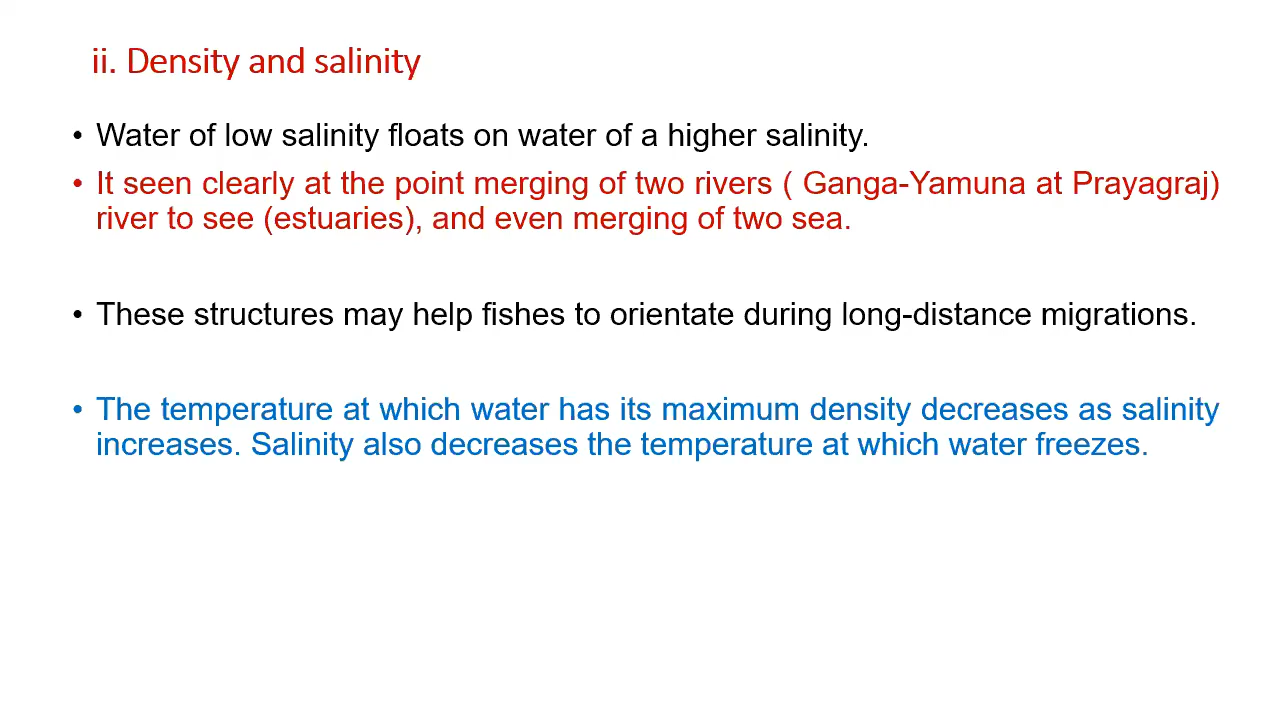 ii. Density and salinity
• Water of low salinity floats on water of a higher salinity.
• It seen clearly at the point merging of two rivers ( Ganga-Yamuna at Prayagraj)
river to see (estuaries), and even merging of two sea.
• These structures may help fishes to orientate during long-distance migrations.
• The temperature at which water has its maximum density decreases as salinity
increases. Salinity also decreases the temperature at which water freezes.